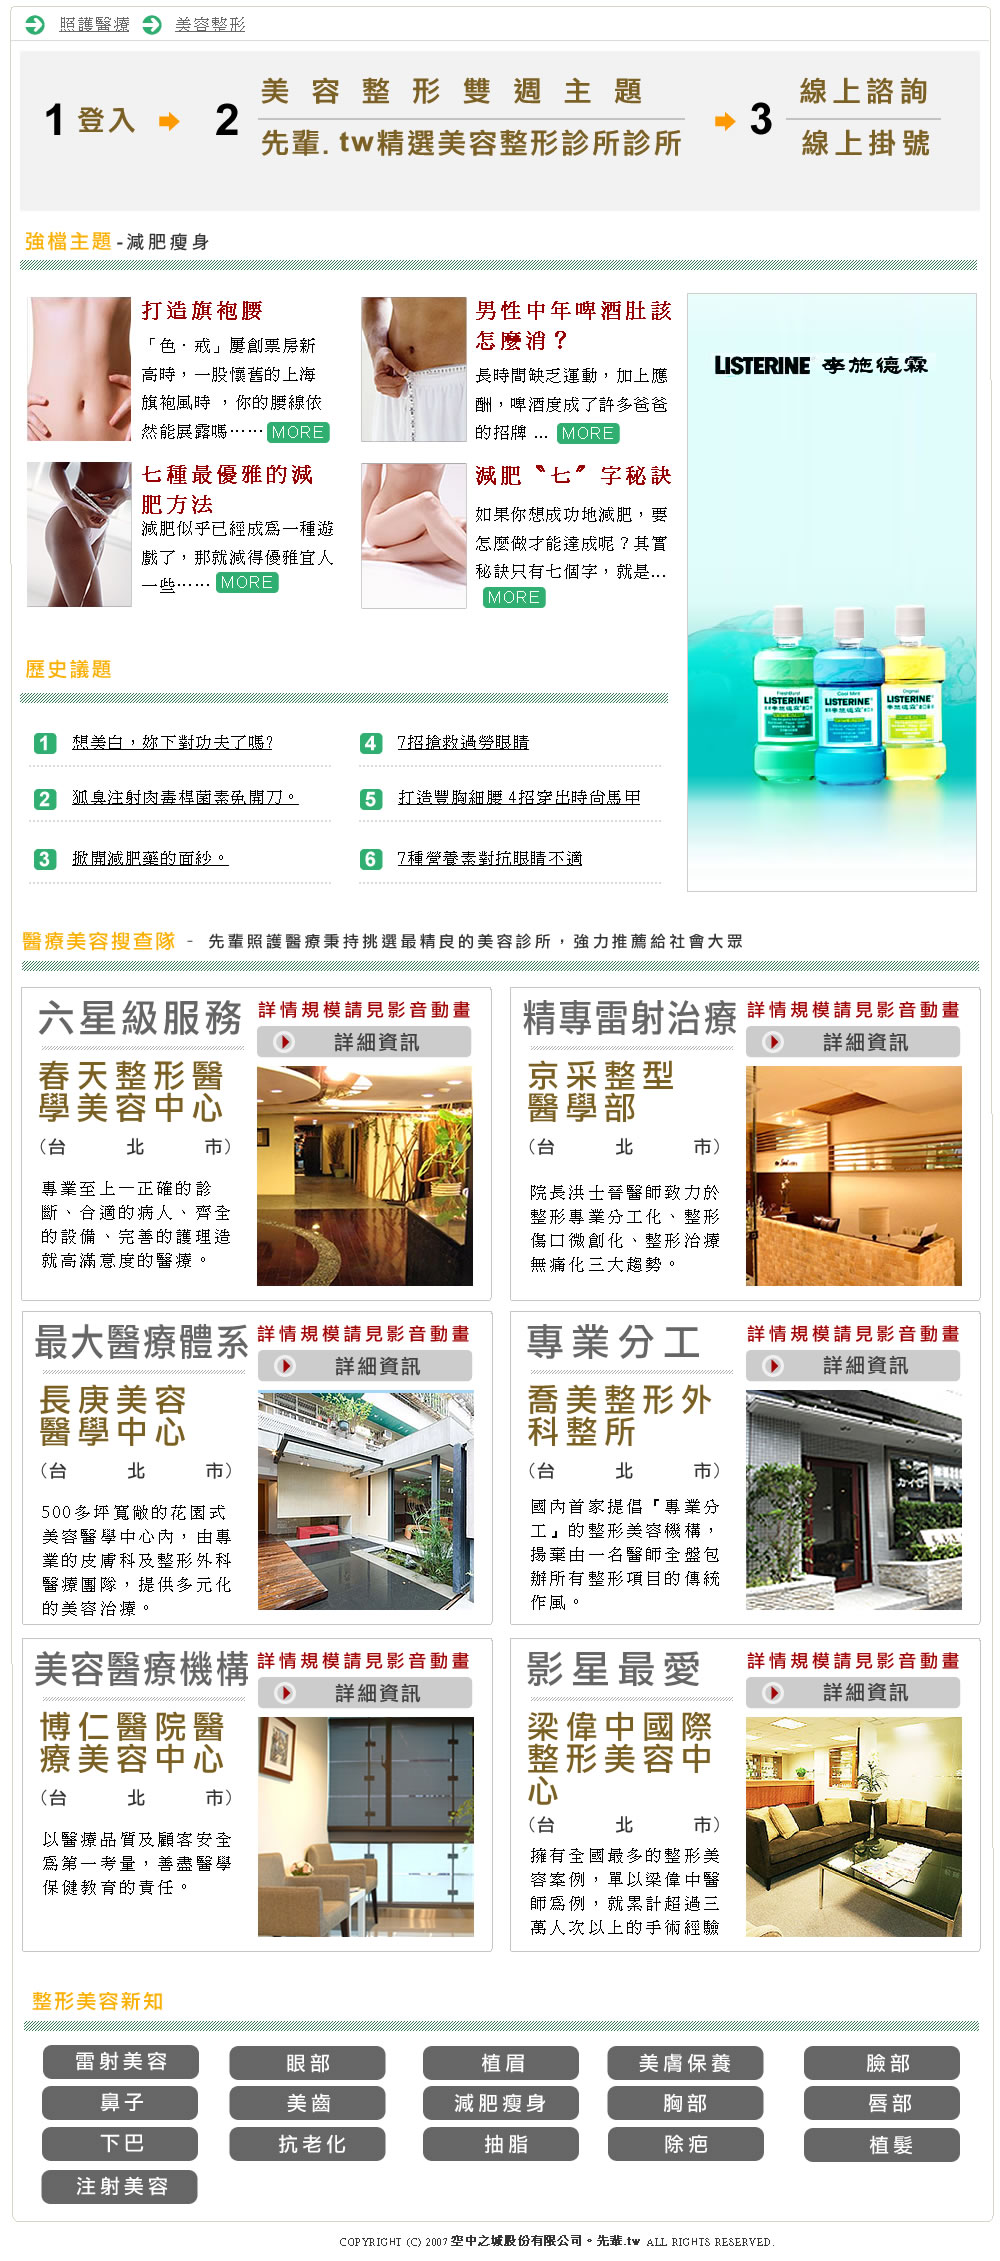 照護醫療 美容整形
1 登入
2
美容整形雙週主題
先輩.tw精選美容整形診所診所
3
線上諮詢
線上掛號
強檔主題-減肥瘦身
打造旗袍腰
「色．戒」屢創票房新
高時，一股懷舊的上海
旗袍風時 ，你的腰線依
然能展露嗎…… MORE
男性中年啤酒肚該
怎麼消？
長時間缺乏運動，加上應
酬，啤酒度成了許多爸爸
的招牌 ... MORE
七種最優雅的減
肥方法
減肥似乎已經成為一種遊
戲了，那就減得優雅宜人
一些…… MORE
減肥〝七〞字秘訣
如果你想成功地減肥，要
怎麼做才能達成呢？其實
秘訣只有七個字，就是...
MORE
LISTERINE 李施德霖
FreshBurst
LISTERINE
Cool Mint
LISTERINE
Original
LISTERINE
歷史議題
1 想美白，妳下對功夫了嗎?
2 狐臭注射肉毒桿菌素免開刀。
3 掀開減肥藥的面紗。
4 7招搶救過勞眼睛
5 打造豐胸細腰 4招穿出時尚馬甲
6 7種營養素對抗眼睛不適
醫療美容搜查隊 - 先輩照護醫療秉持挑選最精良的美容診所，強力推薦給社會大眾
六星級服務
詳情規模請見影音動畫
詳細資訊
春天整形醫
學美容中心
(台 北 市)
專業至上—正確的診
斷、合適的病人、齊全
的設備、完善的護理造
就高滿意度的醫療。
精專雷射治療
詳情規模請見影音動畫
詳細資訊
京采整型
醫學部
(台 北 市)
院長洪士晉醫師致力於
整形專業分工化、整形
傷口微創化、整形治療
無痛化三大趨勢。
最大醫療體系
詳情規模請見影音動畫
詳細資訊
長庚美容
醫學中心
(台 北 市)
500多坪寬敞的花園式
美容醫學中心內，由專
業的皮膚科及整形外科
醫療團隊，提供多元化
的美容治療。
專業分工
詳情規模請見影音動畫
詳細資訊
喬美整形外
科整所
(台 北 市)
國內首家提倡『專業分
工』的整形美容機構，
揚棄由一名醫師全盤包
辦所有整形項目的傳統
作風。
美容醫療機構
詳情規模請見影音動畫
詳細資訊
博仁醫院醫
療美容中心
(台 北 市)
以醫療品質及顧客安全
為第一考量，善盡醫學
保健教育的責任。
影星最愛
詳情規模請見影音動畫
詳細資訊
梁偉中國際
整形美容中
心
(台 北 市)
擁有全國最多的整形美
容案例，單以梁偉中醫
師為例，就累計超過三
萬人次以上的手術經驗
整形美容新知
雷射美容 眼部 植眉 美膚保養 臉部
鼻子 美齒 減肥瘦身 胸部 唇部
下巴 抗老化 抽脂 除疤 植髮
注射美容
COPYRIGHT (C) 2007 空中之城股份有限公司。先輩.tw ALL RIGHTS RESERVED.